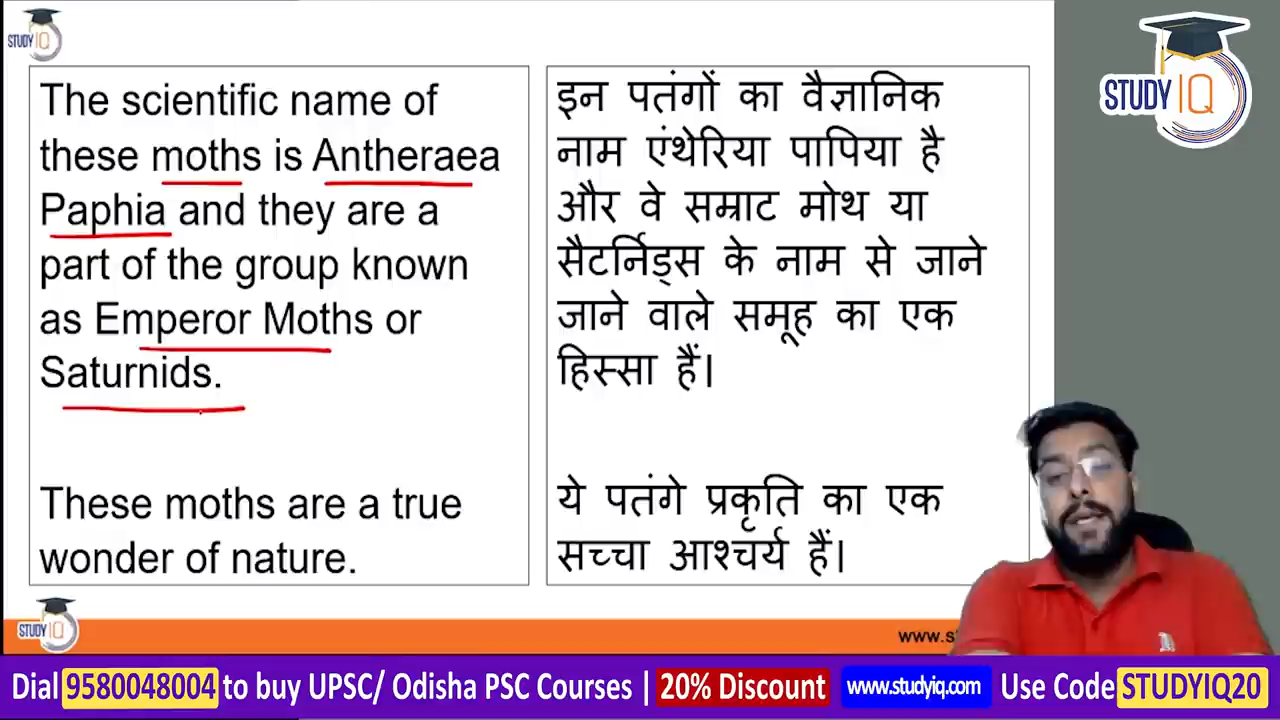 STUDY IQ
The scientific name of
these moths is Antheraea
Paphia and they are a
part of the group known
as Emperor Moths or
Saturnids.
These moths are a true
wonder of nature.
इन पतंगों का वैज्ञानिक
नाम एंथेरिया पापिया है
और वे सम्राट मोथ या
सैटर्निड्स के नाम से जाने
जाने वाले समूह का एक
हिस्सा हैं।
ये पतंगे प्रकृति का एक
सच्चा आश्चर्य हैं।
STUDY IQ
STUDY IQ
www.s
Dial 9580048004 to buy UPSC/ Odisha PSC Courses | 20% Discount www.studyiq.com Use Code STUDYIQ20